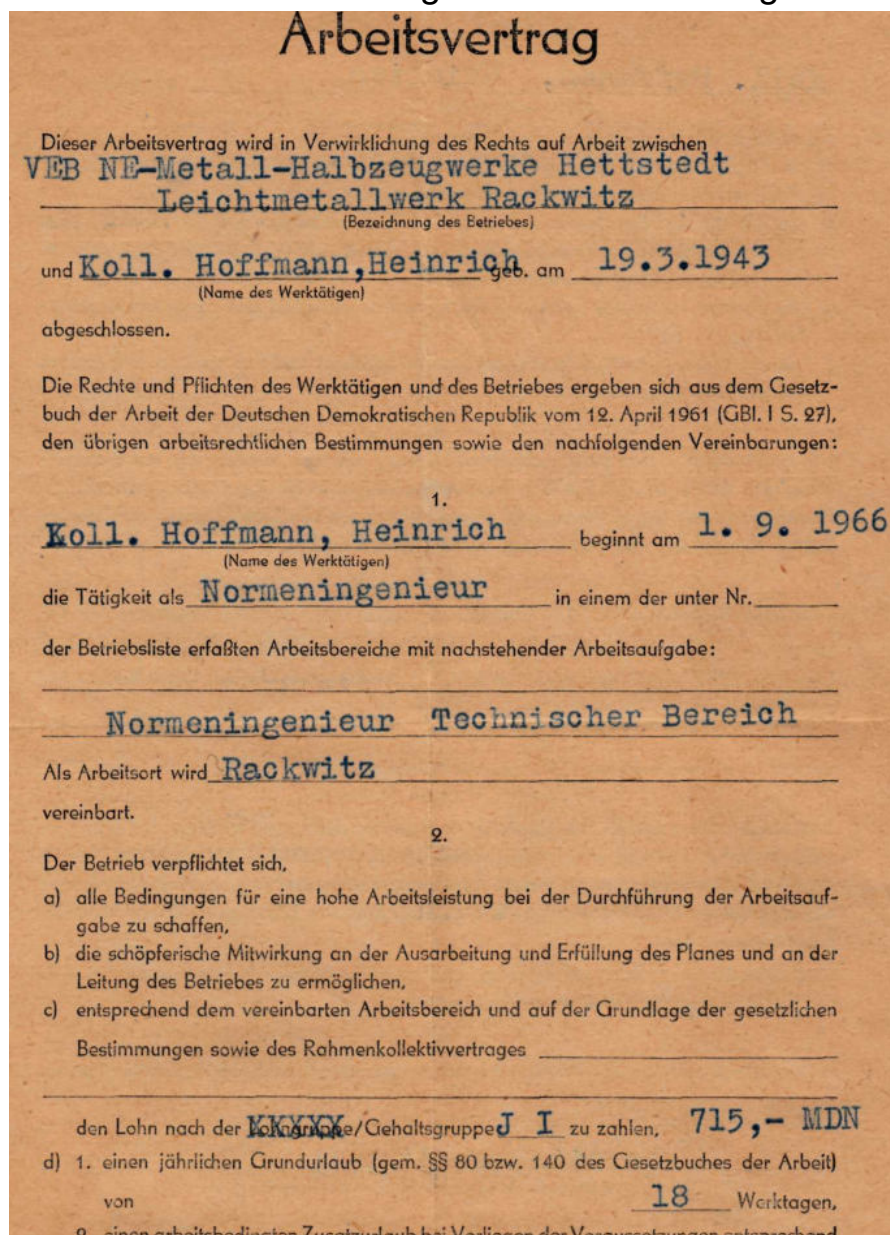 Arbeitsvertrag
Dieser Arbeitsvertrag wird in Verwirklichung des Rechts auf Arbeit zwischen
VEB NE-Metall-Halbzeugwerke Hettstedt
Leichtmetallwerk Rackwitz
(Bezeichnung des Betriebes)
und Koll. Hoffmann,Heinrich geb. am 19.3.1943
(Name des Werktätigen)
abgeschlossen.
Die Rechte und Pflichten des Werktätigen und des Betriebes ergeben sich aus dem Gesetz-
buch der Arbeit der Deutschen Demokratischen Republik vom 12. April 1961 (GBl. I S. 27),
den übrigen arbeitsrechtlichen Bestimmungen sowie den nachfolgenden Vereinbarungen:
1.
Koll. Hoffmann, Heinrich beginnt am 1. 9. 1966
(Name des Werktätigen)
die Tätigkeit als Normeningenieur in einem der unter Nr.
der Betriebsliste erfaßten Arbeitsbereiche mit nachstehender Arbeitsaufgabe:
Normeningenieur Technischer Bereich
Als Arbeitsort wird Rackwitz
vereinbart.
2.
Der Betrieb verpflichtet sich,
a) alle Bedingungen für eine hohe Arbeitsleistung bei der Durchführung der Arbeitsauf-
gabe zu schaffen,
b) die schöpferische Mitwirkung an der Ausarbeitung und Erfüllung des Planes und an der
Leitung des Betriebes zu ermöglichen,
c) entsprechend dem vereinbarten Arbeitsbereich und auf der Grundlage der gesetzlichen
Bestimmungen sowie des Rahmenkollektivvertrages
den Lohn nach der /Gehaltsgruppe J I zu zahlen, 715,- MDN
d) 1. einen jährlichen Grundurlaub (gem. §§ 80 bzw. 140 des Gesetzbuches der Arbeit)
von 18 Werktagen,
2. einen arbeitsbedingten Zusatzurlaub bei Vorliegen der Voraussetzungen entsprechend